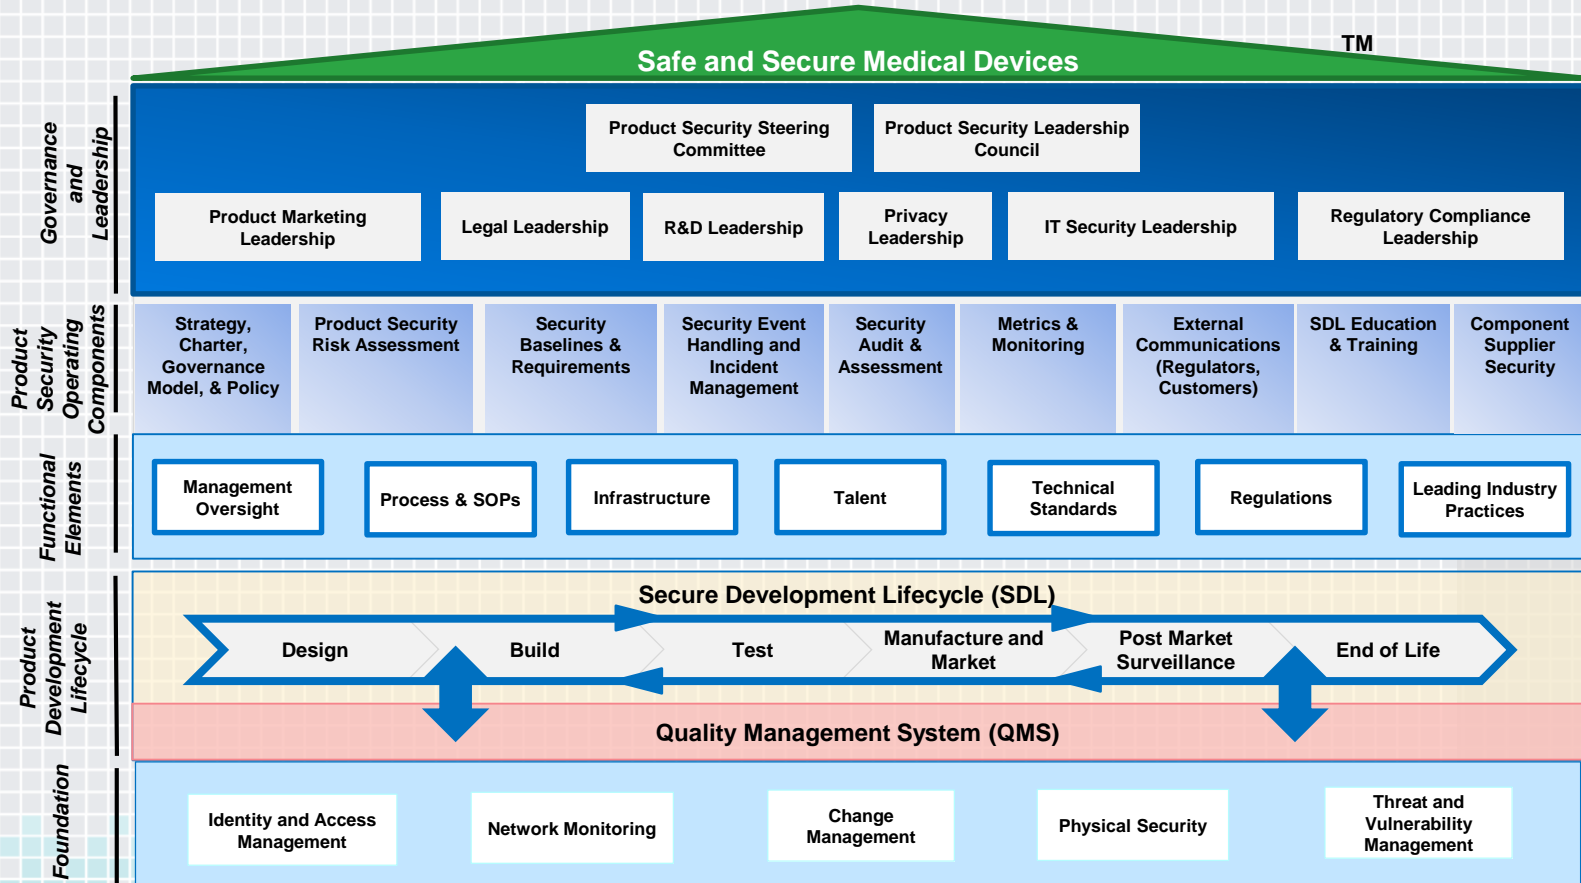 TM
Safe and Secure Medical Devices
Governance
and
Leadership
Product Security Steering
Committee
Product Security Leadership
Council
Product Marketing
Leadership
Legal Leadership
R&D Leadership
Privacy
Leadership
IT Security Leadership
Regulatory Compliance
Leadership
Product
Security
Operating
Components
Strategy,
Charter,
Governance
Model, & Policy
Product Security
Risk Assessment
Security
Baselines &
Requirements
Security Event
Handling and
Incident
Management
Security
Audit &
Assessment
Metrics &
Monitoring
External
Communications
(Regulators,
Customers)
SDL Education
& Training
Component
Supplier
Security
Functional
Elements
Management
Oversight
Process & SOPs
Infrastructure
Talent
Technical
Standards
Regulations
Leading Industry
Practices
Product
Development
Lifecycle
Secure Development Lifecycle (SDL)
Design
Build
Test
Manufacture and
Market
Post Market
Surveillance
End of Life
Quality Management System (QMS)
Foundation
Identity and Access
Management
Network Monitoring
Change
Management
Physical Security
Threat and
Vulnerability
Management